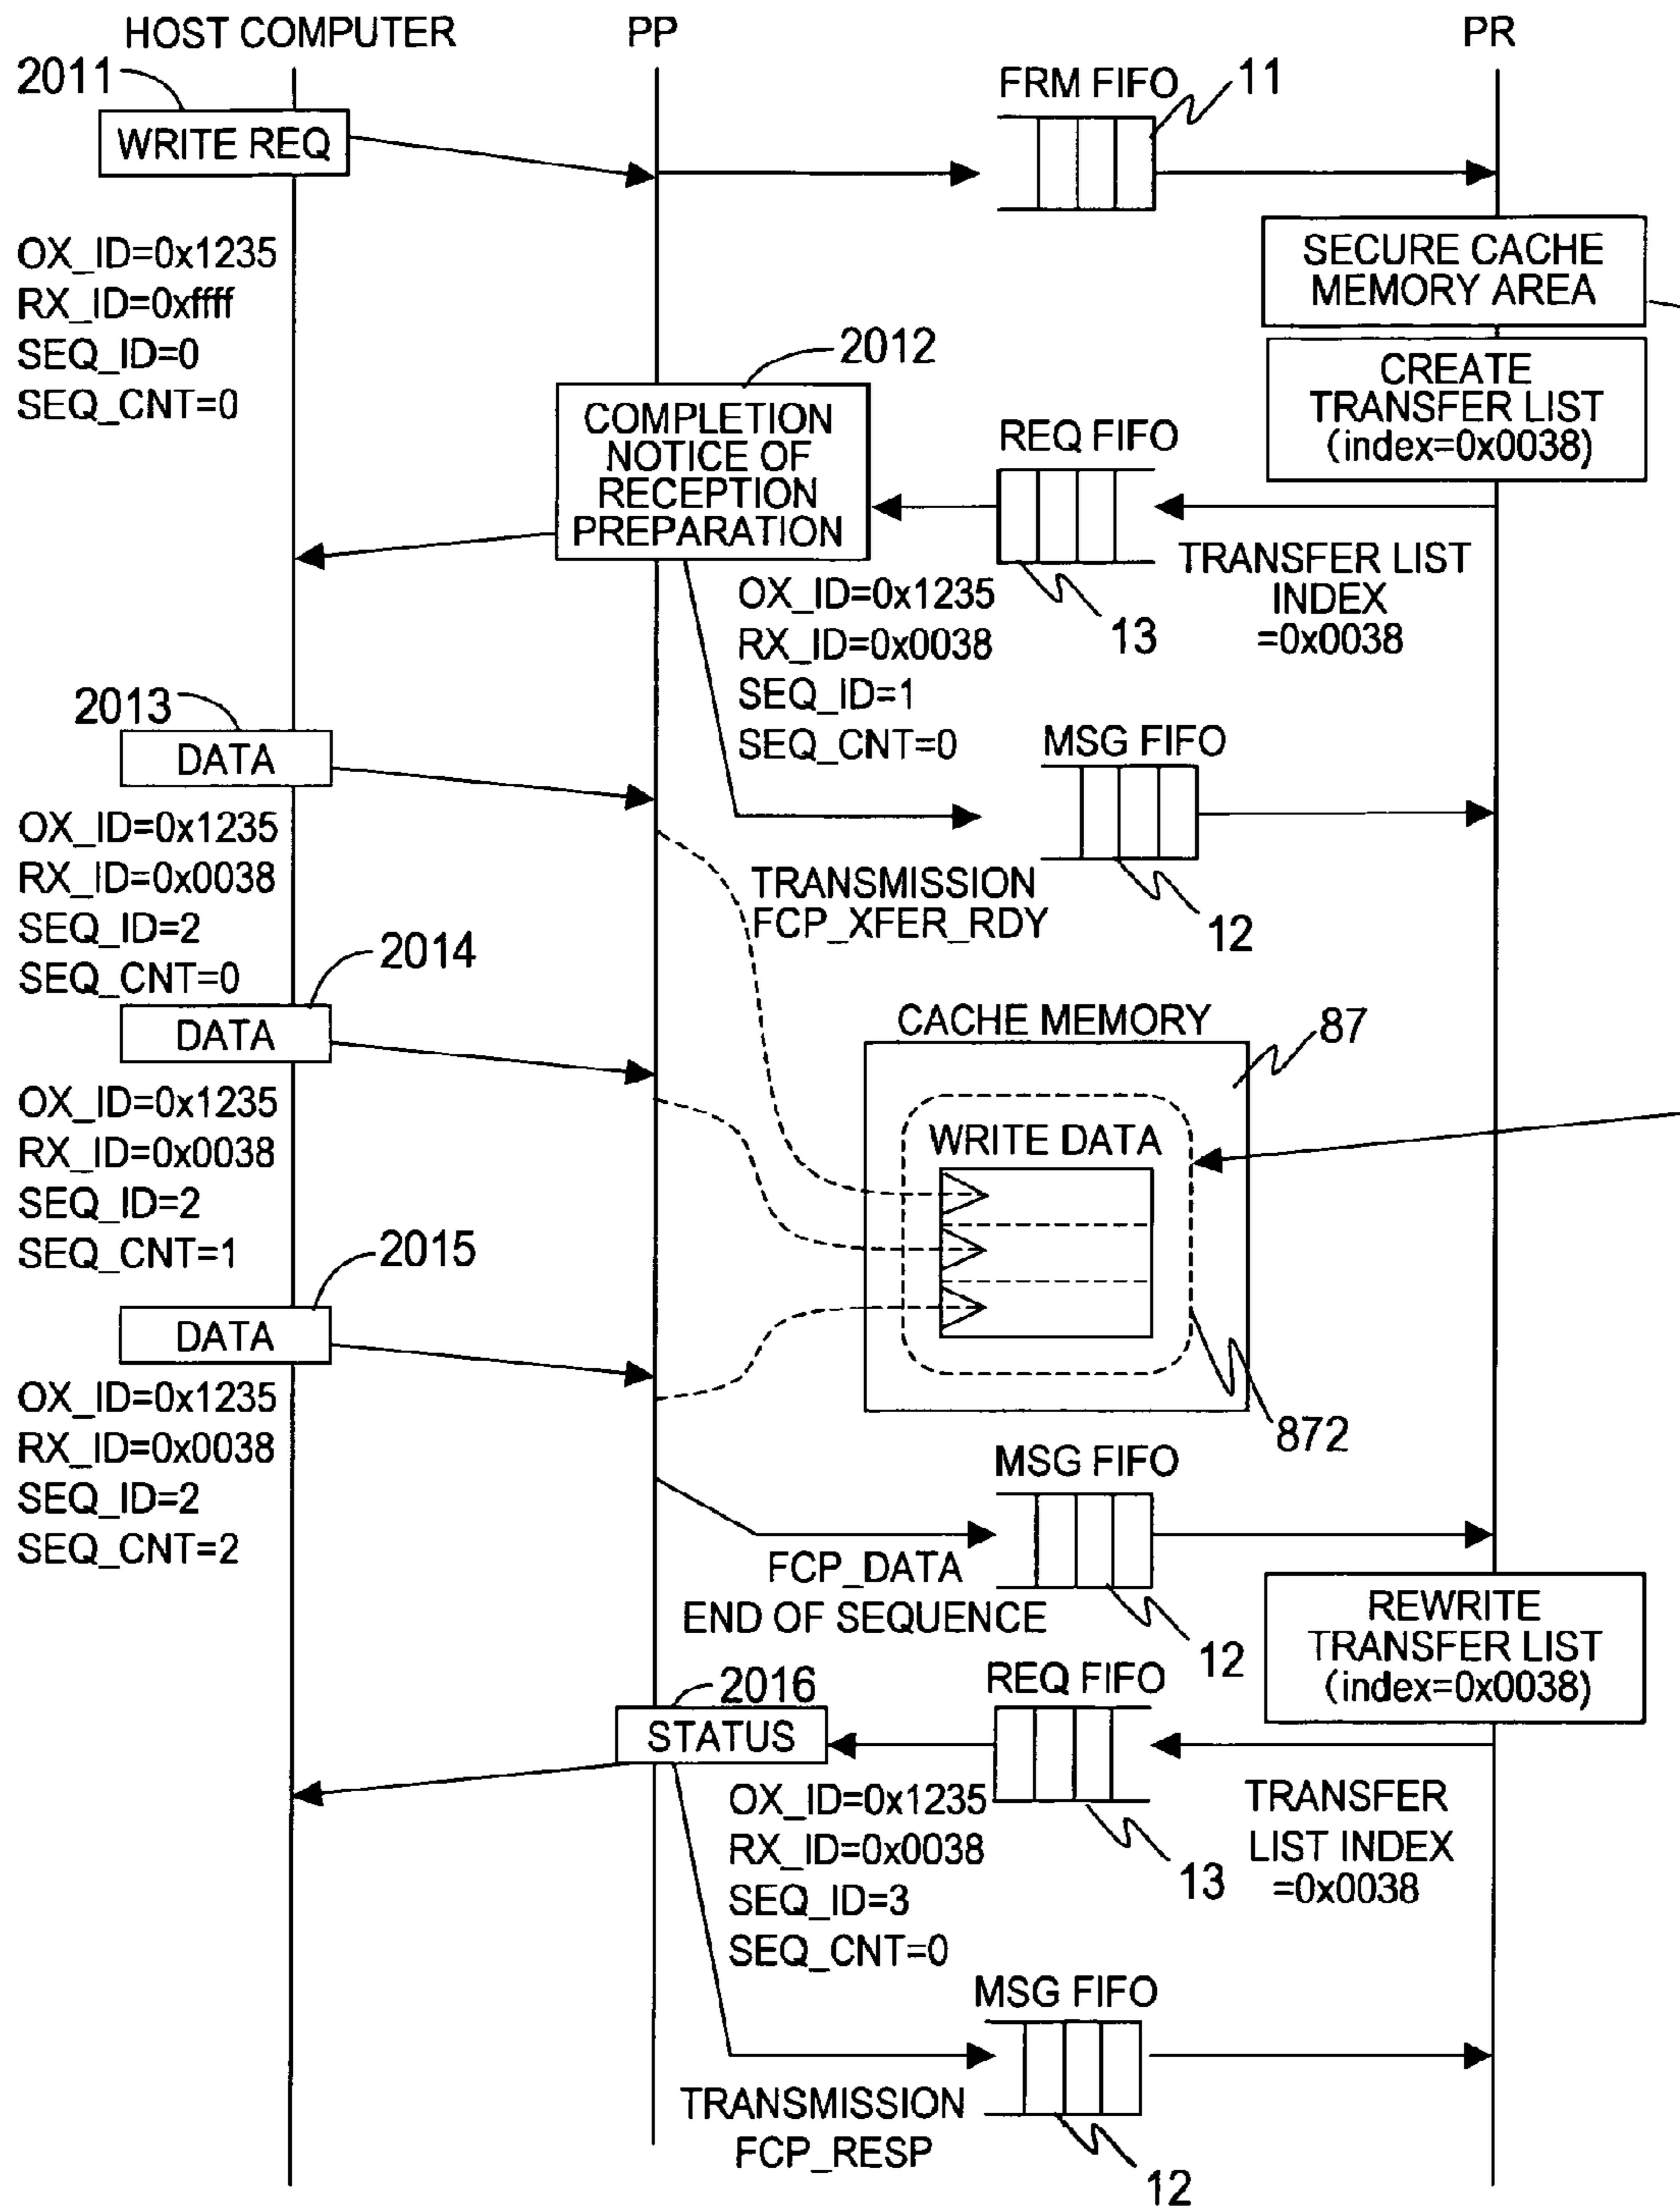 HOST COMPUTER
PP
PR
2011
WRITE REQ
FRM FIFO
11
OX_ID=0x1235
RX_ID=0xffff
SEQ_ID=0
SEQ_CNT=0
SECURE CACHE
MEMORY AREA
CREATE
TRANSFER LIST
(index=0x0038)
2012
COMPLETION
NOTICE OF
RECEPTION
PREPARATION
REQ FIFO
13
TRANSFER LIST
INDEX
=0x0038
OX_ID=0x1235
RX_ID=0x0038
SEQ_ID=1
SEQ_CNT=0
2013
DATA
MSG FIFO
12
TRANSMISSION
FCP_XFER_RDY
OX_ID=0x1235
RX_ID=0x0038
SEQ_ID=2
SEQ_CNT=0
2014
DATA
CACHE MEMORY
87
WRITE DATA
872
OX_ID=0x1235
RX_ID=0x0038
SEQ_ID=2
SEQ_CNT=1
2015
DATA
OX_ID=0x1235
RX_ID=0x0038
SEQ_ID=2
SEQ_CNT=2
MSG FIFO
12
FCP_DATA
END OF SEQUENCE
REWRITE
TRANSFER LIST
(index=0x0038)
2016
STATUS
REQ FIFO
13
TRANSFER
LIST INDEX
=0x0038
OX_ID=0x1235
RX_ID=0x0038
SEQ_ID=3
SEQ_CNT=0
MSG FIFO
12
TRANSMISSION
FCP_RESP